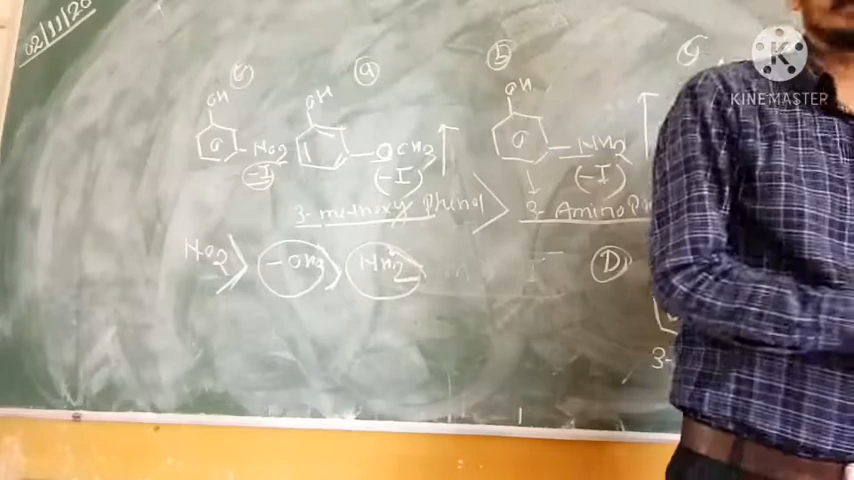 02/11/20
c a b c
OH OH OH
NO2 OCH3 NH2
(-I) (-I) (-I)
3-methoxy Phenol > 3-Amino
NO2 > -OCH3 > NH2
D
3-
K
KINEMASTER